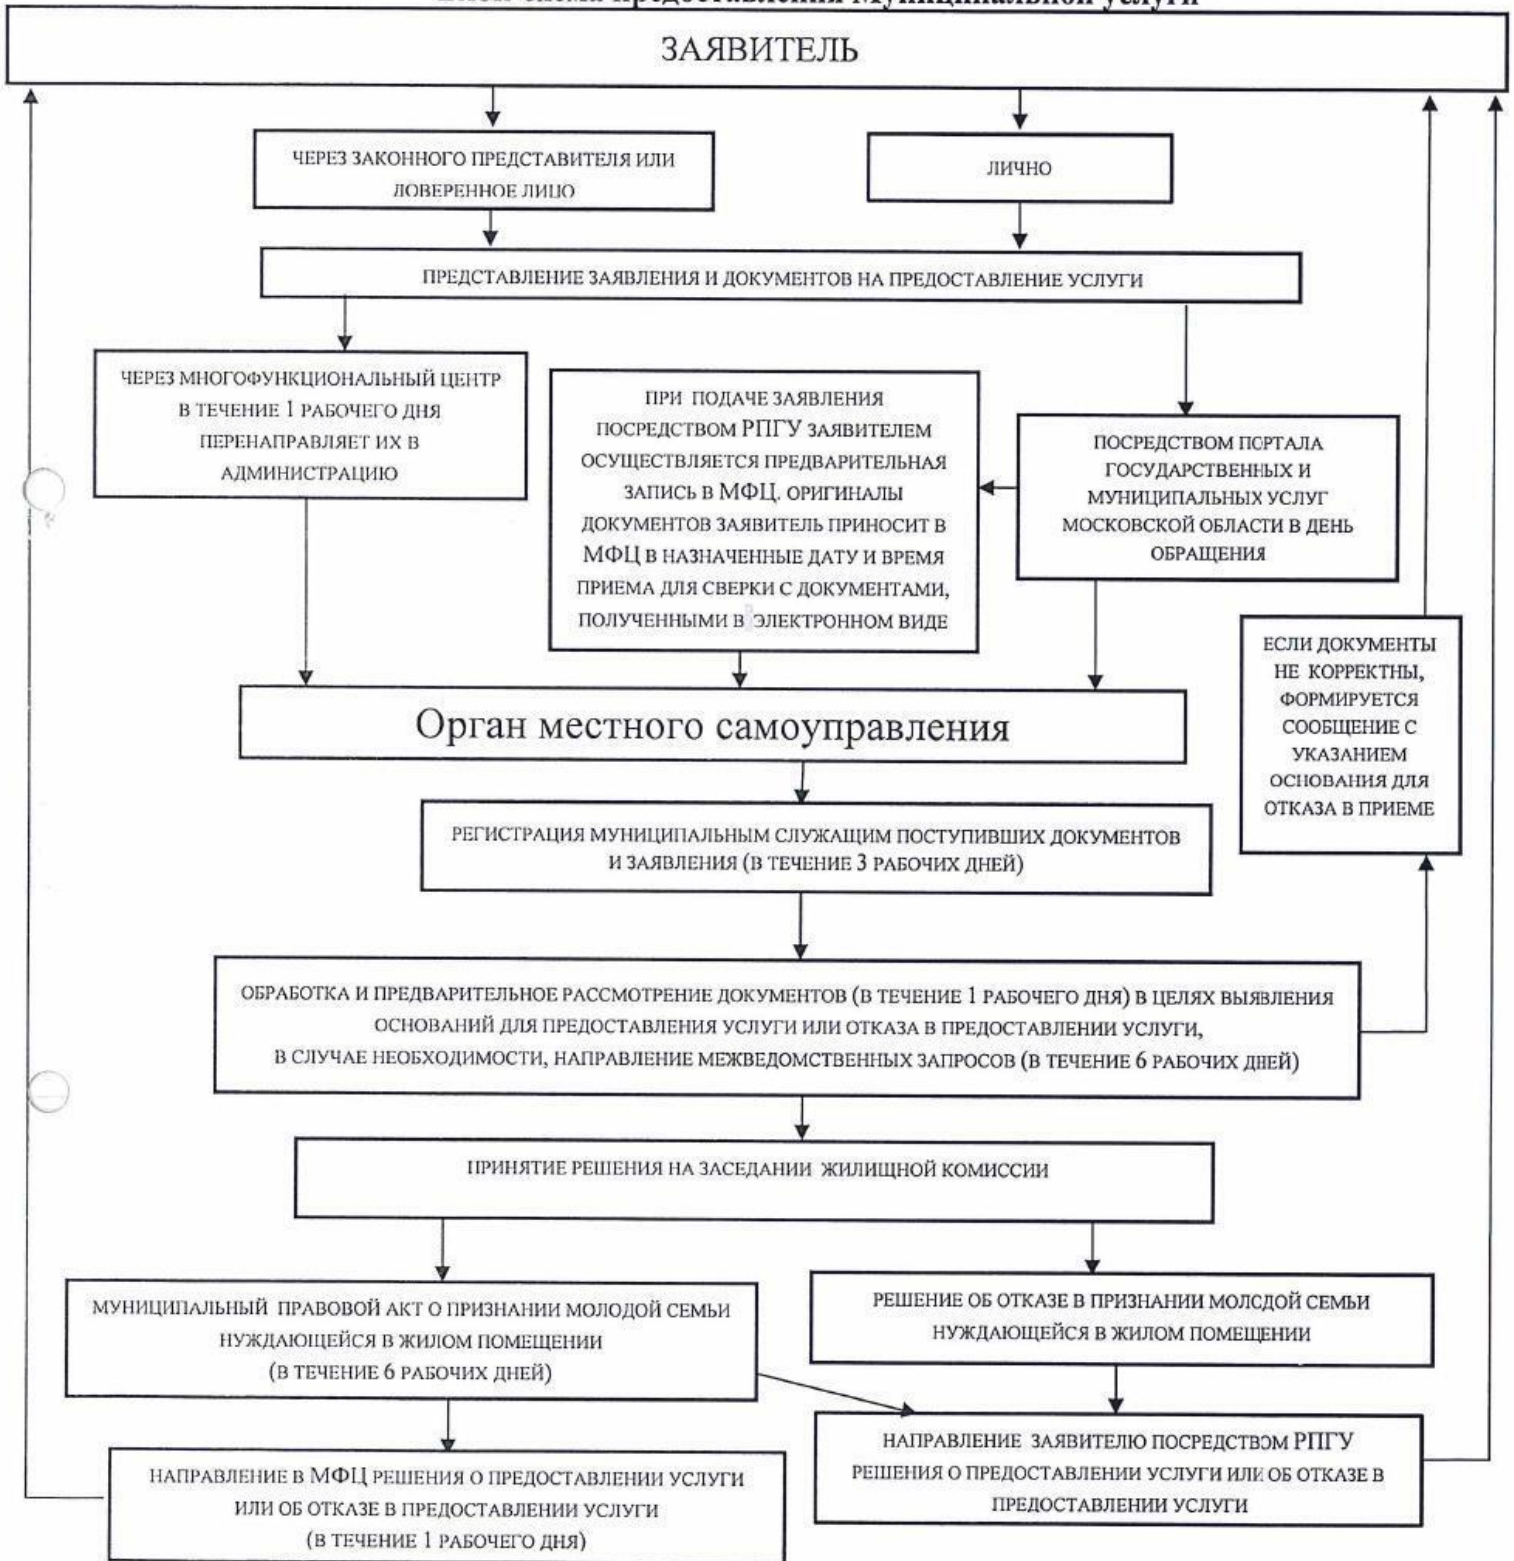 схема предоставления Муниципальной услуги
ЗАЯВИТЕЛЬ
ЧЕРЕЗ ЗАКОННОГО ПРЕДСТАВИТЕЛЯ ИЛИ
ДОВЕРЕННОЕ ЛИЦО
ЛИЧНО
ПРЕДСТАВЛЕНИЕ ЗАЯВЛЕНИЯ И ДОКУМЕНТОВ НА ПРЕДОСТАВЛЕНИЕ УСЛУГИ
ЧЕРЕЗ МНОГОФУНКЦИОНАЛЬНЫЙ ЦЕНТР
В ТЕЧЕНИЕ 1 РАБОЧЕГО ДНЯ
ПЕРЕНАПРАВЛЯЕТ ИХ В
АДМИНИСТРАЦИЮ
ПРИ ПОДАЧЕ ЗАЯВЛЕНИЯ
ПОСРЕДСТВОМ РПГУ ЗАЯВИТЕЛЕМ
ОСУЩЕСТВЛЯЕТСЯ ПРЕДВАРИТЕЛЬНАЯ
ЗАПИСЬ В МФЦ. ОРИГИНАЛЫ
ДОКУМЕНТОВ ЗАЯВИТЕЛЬ ПРИНОСИТ В
МФЦ В НАЗНАЧЕННЫЕ ДАТУ И ВРЕМЯ
ПРИЕМА ДЛЯ СВЕРКИ С ДОКУМЕНТАМИ,
ПОЛУЧЕННЫМИ В ЭЛЕКТРОННОМ ВИДЕ
ПОСРЕДСТВОМ ПОРТАЛА
ГОСУДАРСТВЕННЫХ И
МУНИЦИПАЛЬНЫХ УСЛУГ
МОСКОВСКОЙ ОБЛАСТИ В ДЕНЬ
ОБРАЩЕНИЯ
ЕСЛИ ДОКУМЕНТЫ
НЕ КОРРЕКТНЫ,
ФОРМИРУЕТСЯ
СООБЩЕНИЕ С
УКАЗАНИЕМ
ОСНОВАНИЯ ДЛЯ
ОТКАЗА В ПРИЕМЕ
Орган местного самоуправления
РЕГИСТРАЦИЯ МУНИЦИПАЛЬНЫМ СЛУЖАЩИМ ПОСТУПИВШИХ ДОКУМЕНТОВ
И ЗАЯВЛЕНИЯ (В ТЕЧЕНИЕ 3 РАБОЧИХ ДНЕЙ)
ОБРАБОТКА И ПРЕДВАРИТЕЛЬНОЕ РАССМОТРЕНИЕ ДОКУМЕНТОВ (В ТЕЧЕНИЕ 1 РАБОЧЕГО ДНЯ) В ЦЕЛЯХ ВЫЯВЛЕНИЯ
ОСНОВАНИЙ ДЛЯ ПРЕДОСТАВЛЕНИЯ УСЛУГИ ИЛИ ОТКАЗА В ПРЕДОСТАВЛЕНИИ УСЛУГИ,
В СЛУЧАЕ НЕОБХОДИМОСТИ, НАПРАВЛЕНИЕ МЕЖВЕДОМСТВЕННЫХ ЗАПРОСОВ (В ТЕЧЕНИЕ 6 РАБОЧИХ ДНЕЙ)
ПРИНЯТИЕ РЕШЕНИЯ НА ЗАСЕДАНИИ ЖИЛИЩНОЙ КОМИССИИ
МУНИЦИПАЛЬНЫЙ ПРАВОВОЙ АКТ О ПРИЗНАНИИ МОЛОДОЙ СЕМЬИ
НУЖДАЮЩЕЙСЯ В ЖИЛОМ ПОМЕЩЕНИИ
(В ТЕЧЕНИЕ 6 РАБОЧИХ ДНЕЙ)
РЕШЕНИЕ ОБ ОТКАЗЕ В ПРИЗНАНИИ МОЛОДОЙ СЕМЬИ
НУЖДАЮЩЕЙСЯ В ЖИЛОМ ПОМЕЩЕНИИ
НАПРАВЛЕНИЕ В МФЦ РЕШЕНИЯ О ПРЕДОСТАВЛЕНИИ УСЛУГИ
ИЛИ ОБ ОТКАЗЕ В ПРЕДОСТАВЛЕНИИ УСЛУГИ
(В ТЕЧЕНИЕ 1 РАБОЧЕГО ДНЯ)
НАПРАВЛЕНИЕ ЗАЯВИТЕЛЮ ПОСРЕДСТВОМ РПГУ
РЕШЕНИЯ О ПРЕДОСТАВЛЕНИИ УСЛУГИ ИЛИ ОБ ОТКАЗЕ В
ПРЕДОСТАВЛЕНИИ УСЛУГИ